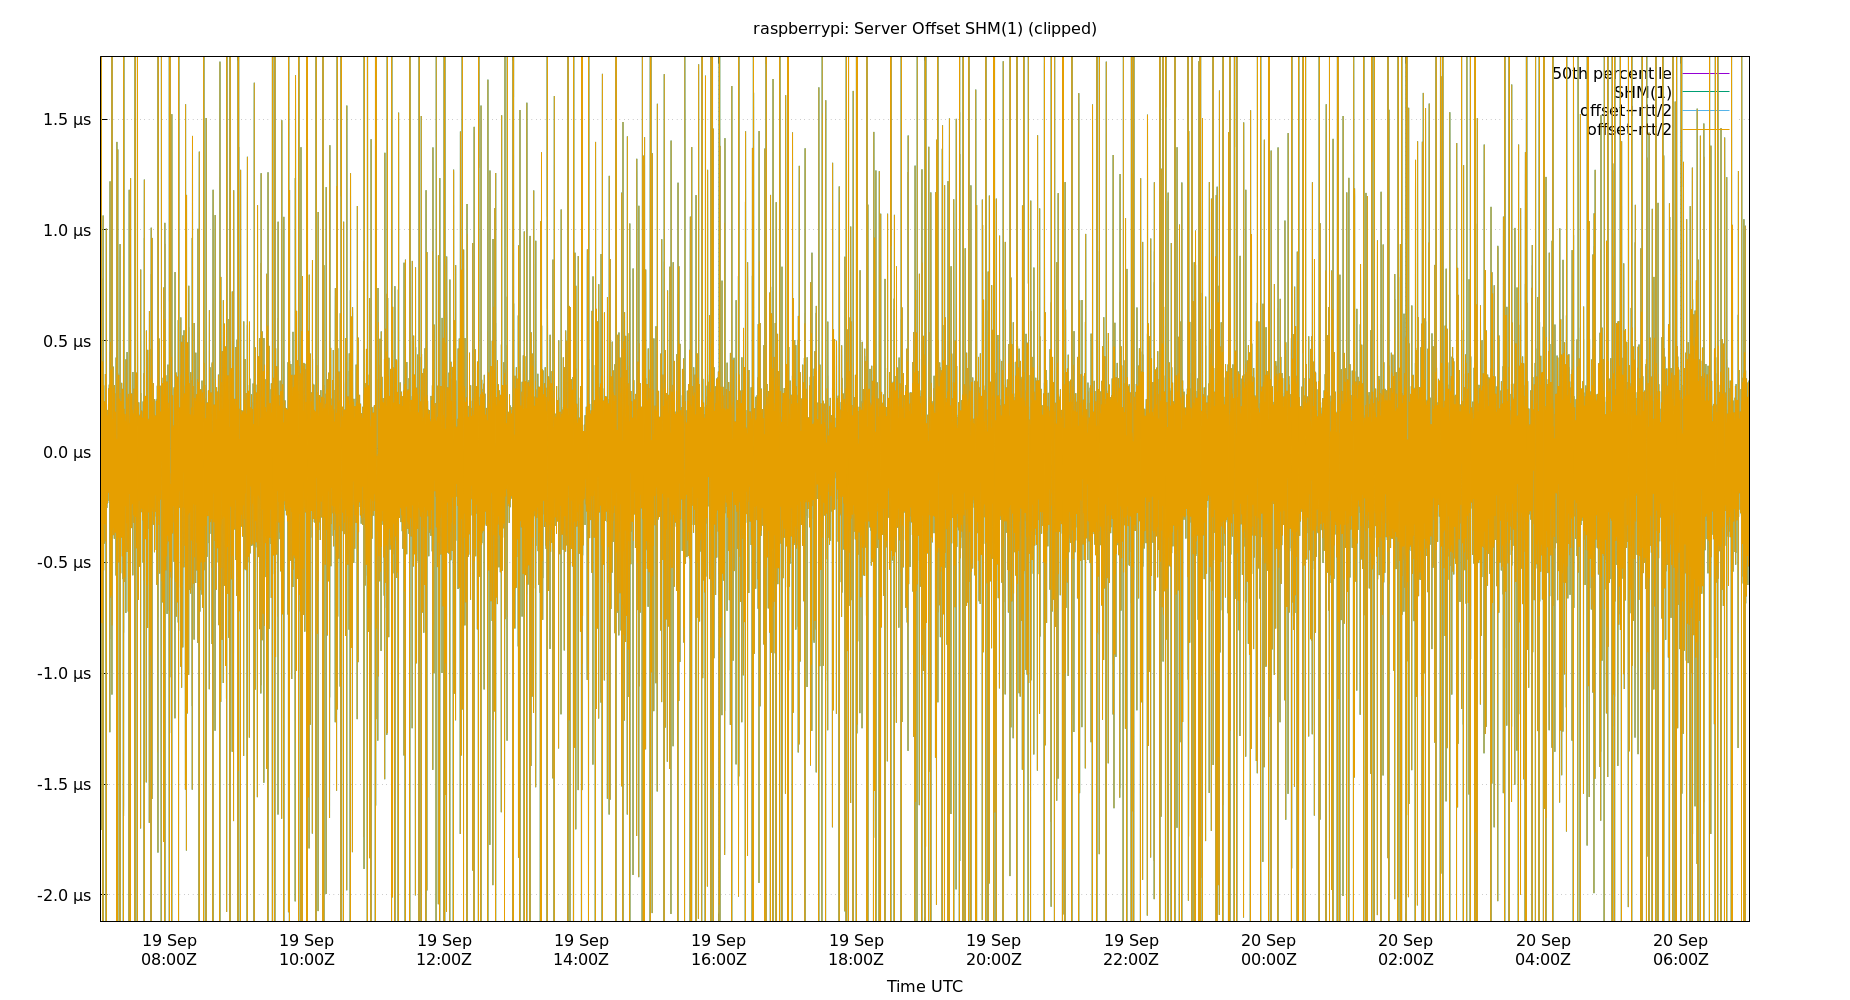 raspberrypi: Server Offset SHM(1) (clipped)
50th percentile
SHM(1)
offset+rtt/2
offset-rtt/2
1.5 µs
1.0 µs
0.5 µs
0.0 µs
-0.5 µs
-1.0 µs
-1.5 µs
-2.0 µs
19 Sep 19 Sep 19 Sep 19 Sep 19 Sep 19 Sep 19 Sep 19 Sep 20 Sep 20 Sep 20 Sep 20 Sep
08:00Z 10:00Z 12:00Z 14:00Z 16:00Z 18:00Z 20:00Z 22:00Z 00:00Z 02:00Z 04:00Z 06:00Z
Time UTC